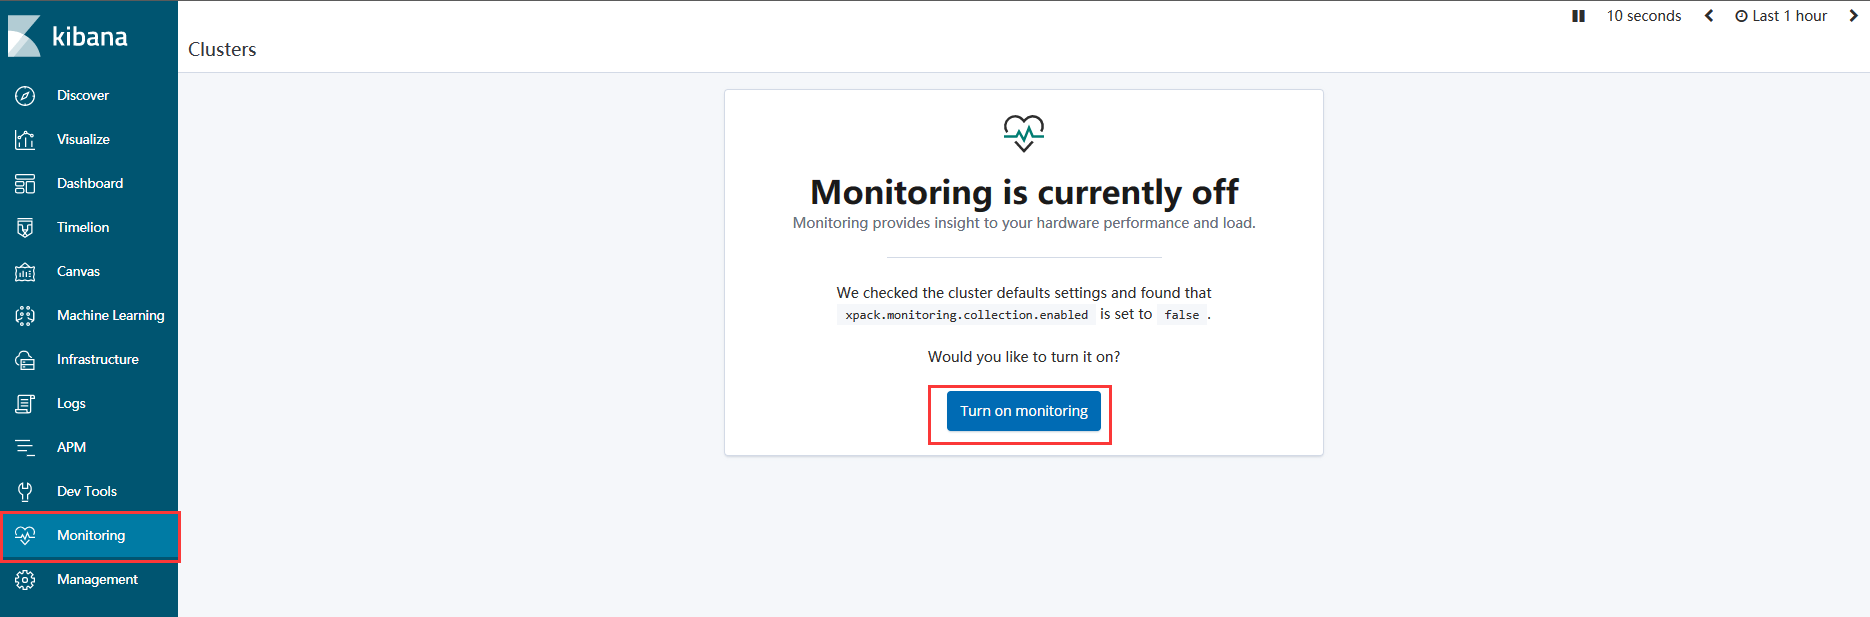 kibana
Discover
Visualize
Dashboard
Timelion
Canvas
Machine Learning
Infrastructure
Logs
APM
Dev Tools
Monitoring
Management
10 seconds
Last 1 hour
Clusters
Monitoring is currently off
Monitoring provides insight to your hardware performance and load.
We checked the cluster defaults settings and found that
xpack.monitoring.collection.enabled is set to false .
Would you like to turn it on?
Turn on monitoring